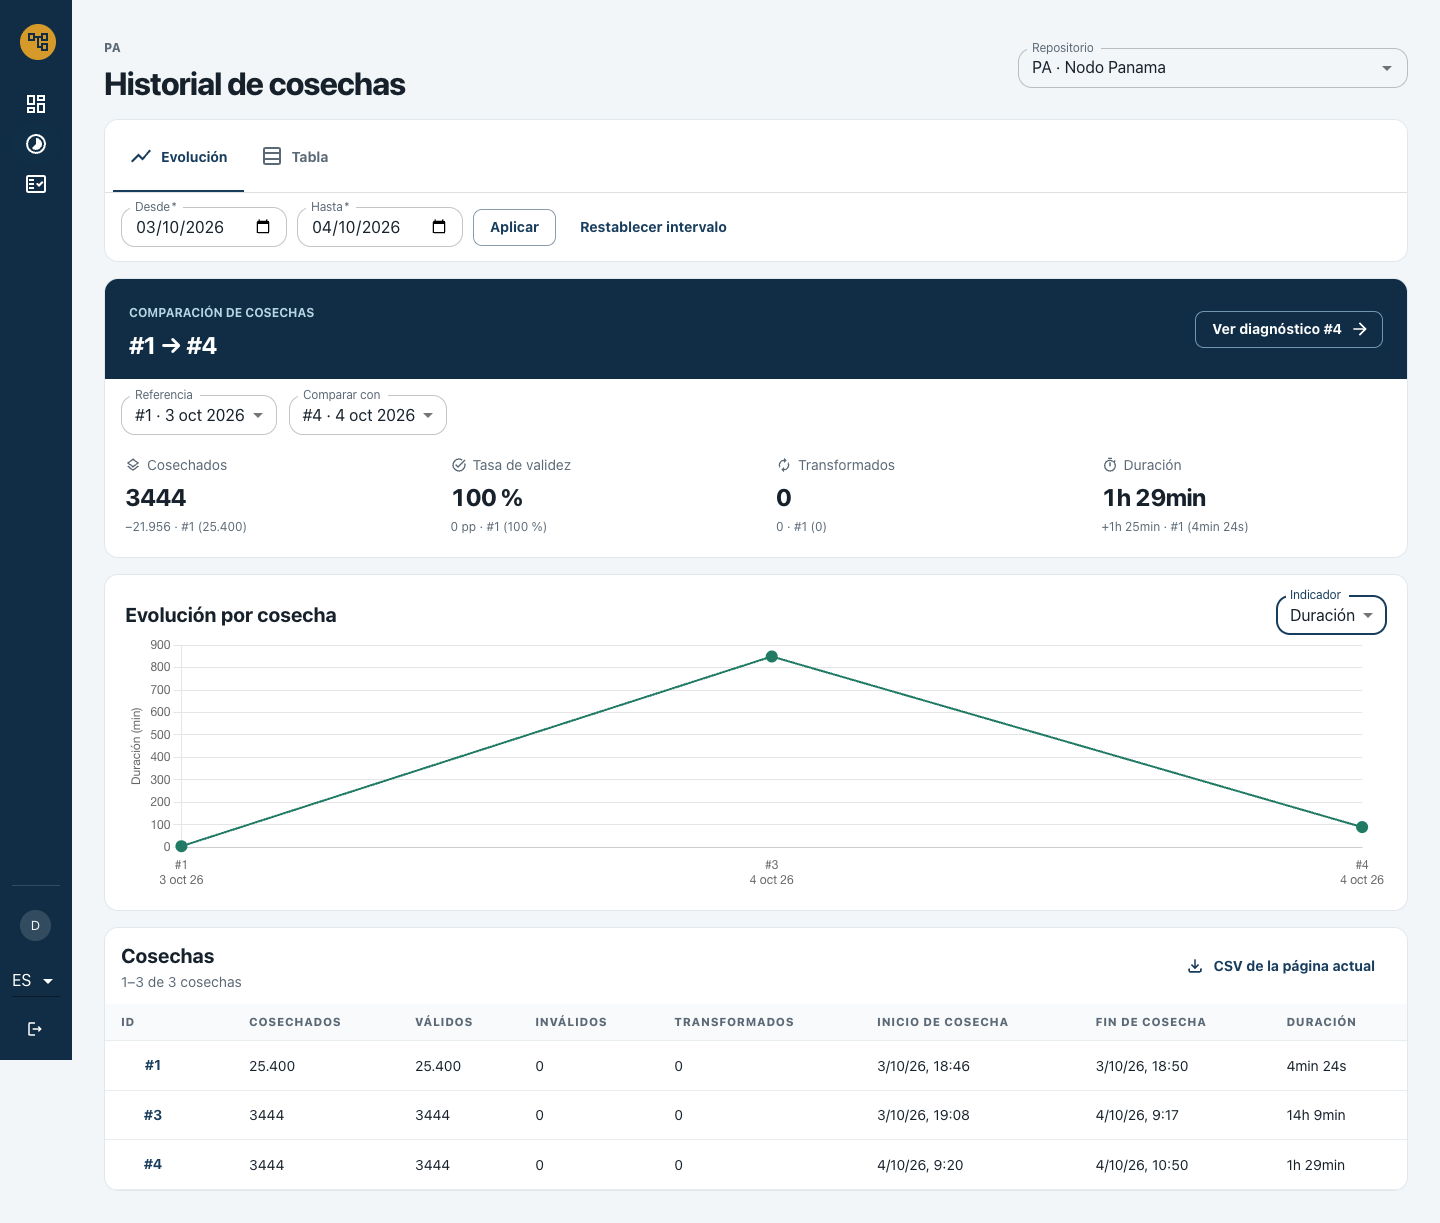 PA
Historial de cosechas
Repositorio
PA · Nodo Panama
Evolución
Tabla
Desde *
03/10/2026
Hasta *
04/10/2026
Aplicar
Restablecer intervalo
COMPARACIÓN DE COSECHAS
#1 → #4
Ver diagnóstico #4 →
Referencia
#1 · 3 oct 2026
Comparar con
#4 · 4 oct 2026
Cosechados
3444
−21.956 · #1 (25.400)
Tasa de validez
100 %
0 pp · #1 (100 %)
Transformados
0
0 · #1 (0)
Duración
1h 29min
+1h 25min · #1 (4min 24s)
Evolución por cosecha
Indicador
Duración
Duración (min)
900
800
700
600
500
400
300
200
100
0
#1
3 oct 26
#3
4 oct 26
#4
4 oct 26
D
ES
Cosechas
1–3 de 3 cosechas
CSV de la página actual
ID COSECHADOS VÁLIDOS INVÁLIDOS TRANSFORMADOS INICIO DE COSECHA FIN DE COSECHA DURACIÓN
#1 25.400 25.400 0 0 3/10/26, 18:46 3/10/26, 18:50 4min 24s
#3 3444 3444 0 0 3/10/26, 19:08 4/10/26, 9:17 14h 9min
#4 3444 3444 0 0 4/10/26, 9:20 4/10/26, 10:50 1h 29min